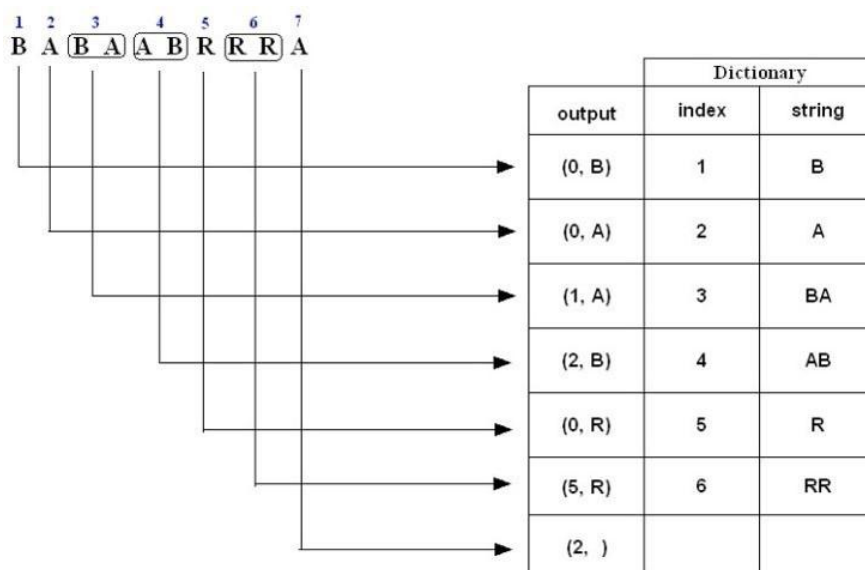 1 2 3 4 5 6 7
B A B A A B R R R A
Dictionary
output index string
(0, B) 1 B
(0, A) 2 A
(1, A) 3 BA
(2, B) 4 AB
(0, R) 5 R
(5, R) 6 RR
(2, )